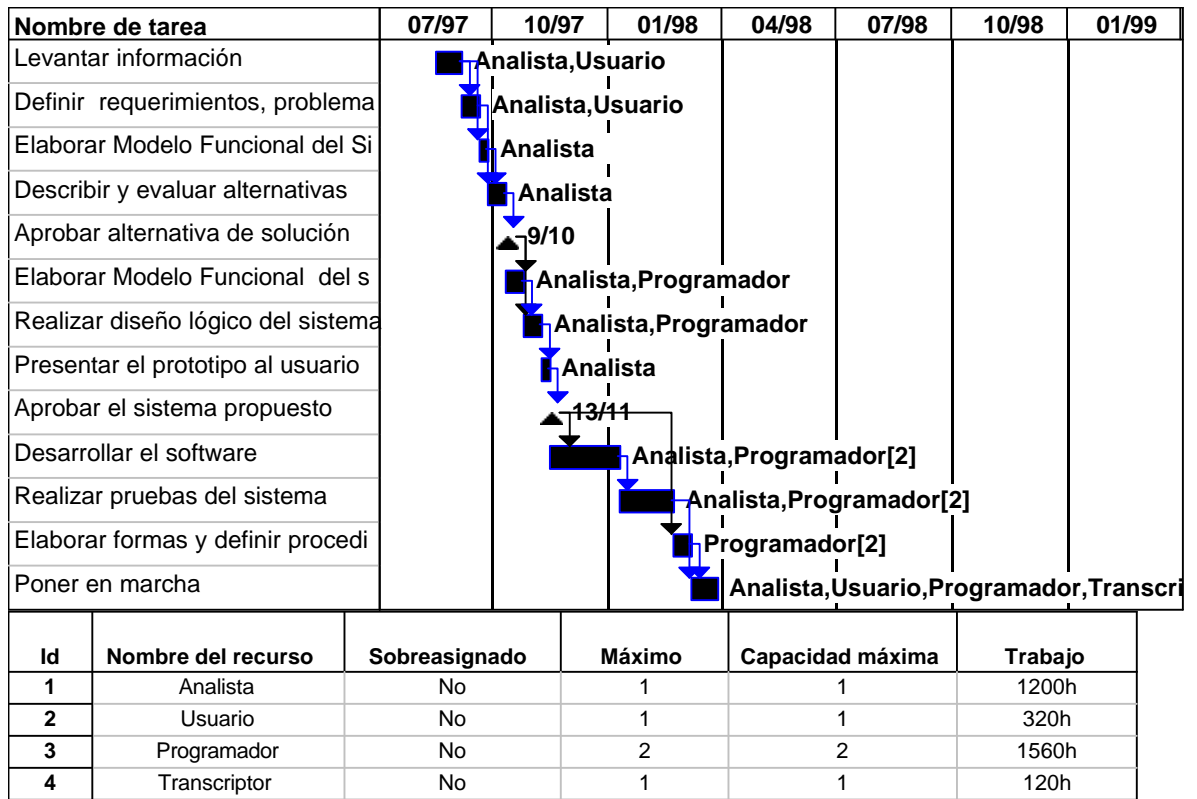 Nombre de tarea 07/97 10/97 01/98 04/98 07/98 10/98 01/99
Levantar información Analista,Usuario
Definir requerimientos, problema Analista,Usuario
Elaborar Modelo Funcional del Si Analista
Describir y evaluar alternativas Analista
Aprobar alternativa de solución 9/10
Elaborar Modelo Funcional del s Analista,Programador
Realizar diseño lógico del sistema Analista,Programador
Presentar el prototipo al usuario Analista
Aprobar el sistema propuesto 13/11
Desarrollar el software Analista,Programador[2]
Realizar pruebas del sistema Analista,Programador[2]
Elaborar formas y definir procedi Programador[2]
Poner en marcha Analista,Usuario,Programador,Transcri
Id Nombre del recurso Sobreasignado Máximo Capacidad máxima Trabajo
1 Analista No 1 1 1200h
2 Usuario No 1 1 320h
3 Programador No 2 2 1560h
4 Transcriptor No 1 1 120h